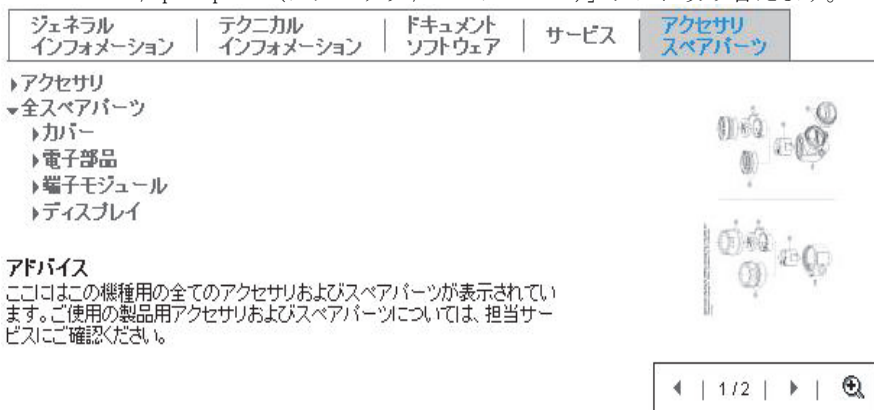 ジェネラル
インフォメーション
テクニカル
インフォメーション
ドキュメント
ソフトウェア
サービス
アクセサリ
スペアパーツ
アクセサリ
全スペアパーツ
カバー
電子部品
端子モジュール
ディスプレイ
アドバイス
ここにはこの機種用の全てのアクセサリおよびスペアパーツが表示されてい
ます。ご使用の製品用アクセサリおよびスペアパーツについては、担当サー
ビスにご確認ください。
1/2